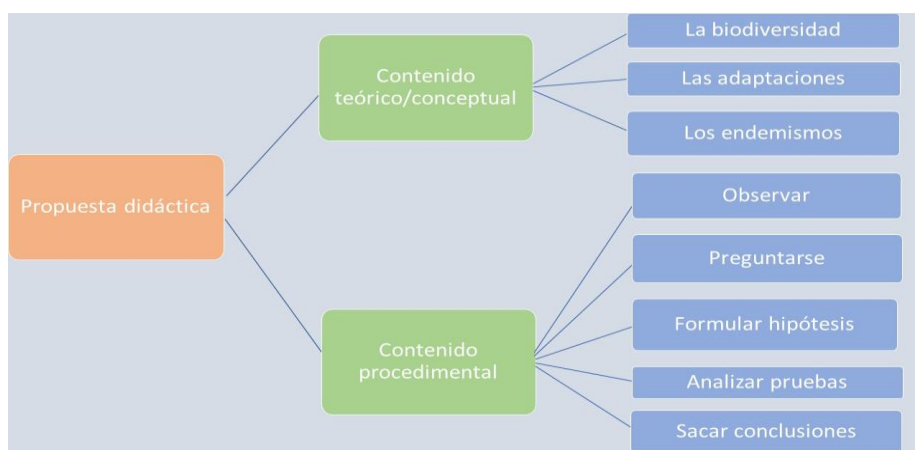 Propuesta didáctica
Contenido
teórico/conceptual
La biodiversidad
Las adaptaciones
Los endemismos
Contenido
procedimental
Observar
Preguntarse
Formular hipótesis
Analizar pruebas
Sacar conclusiones